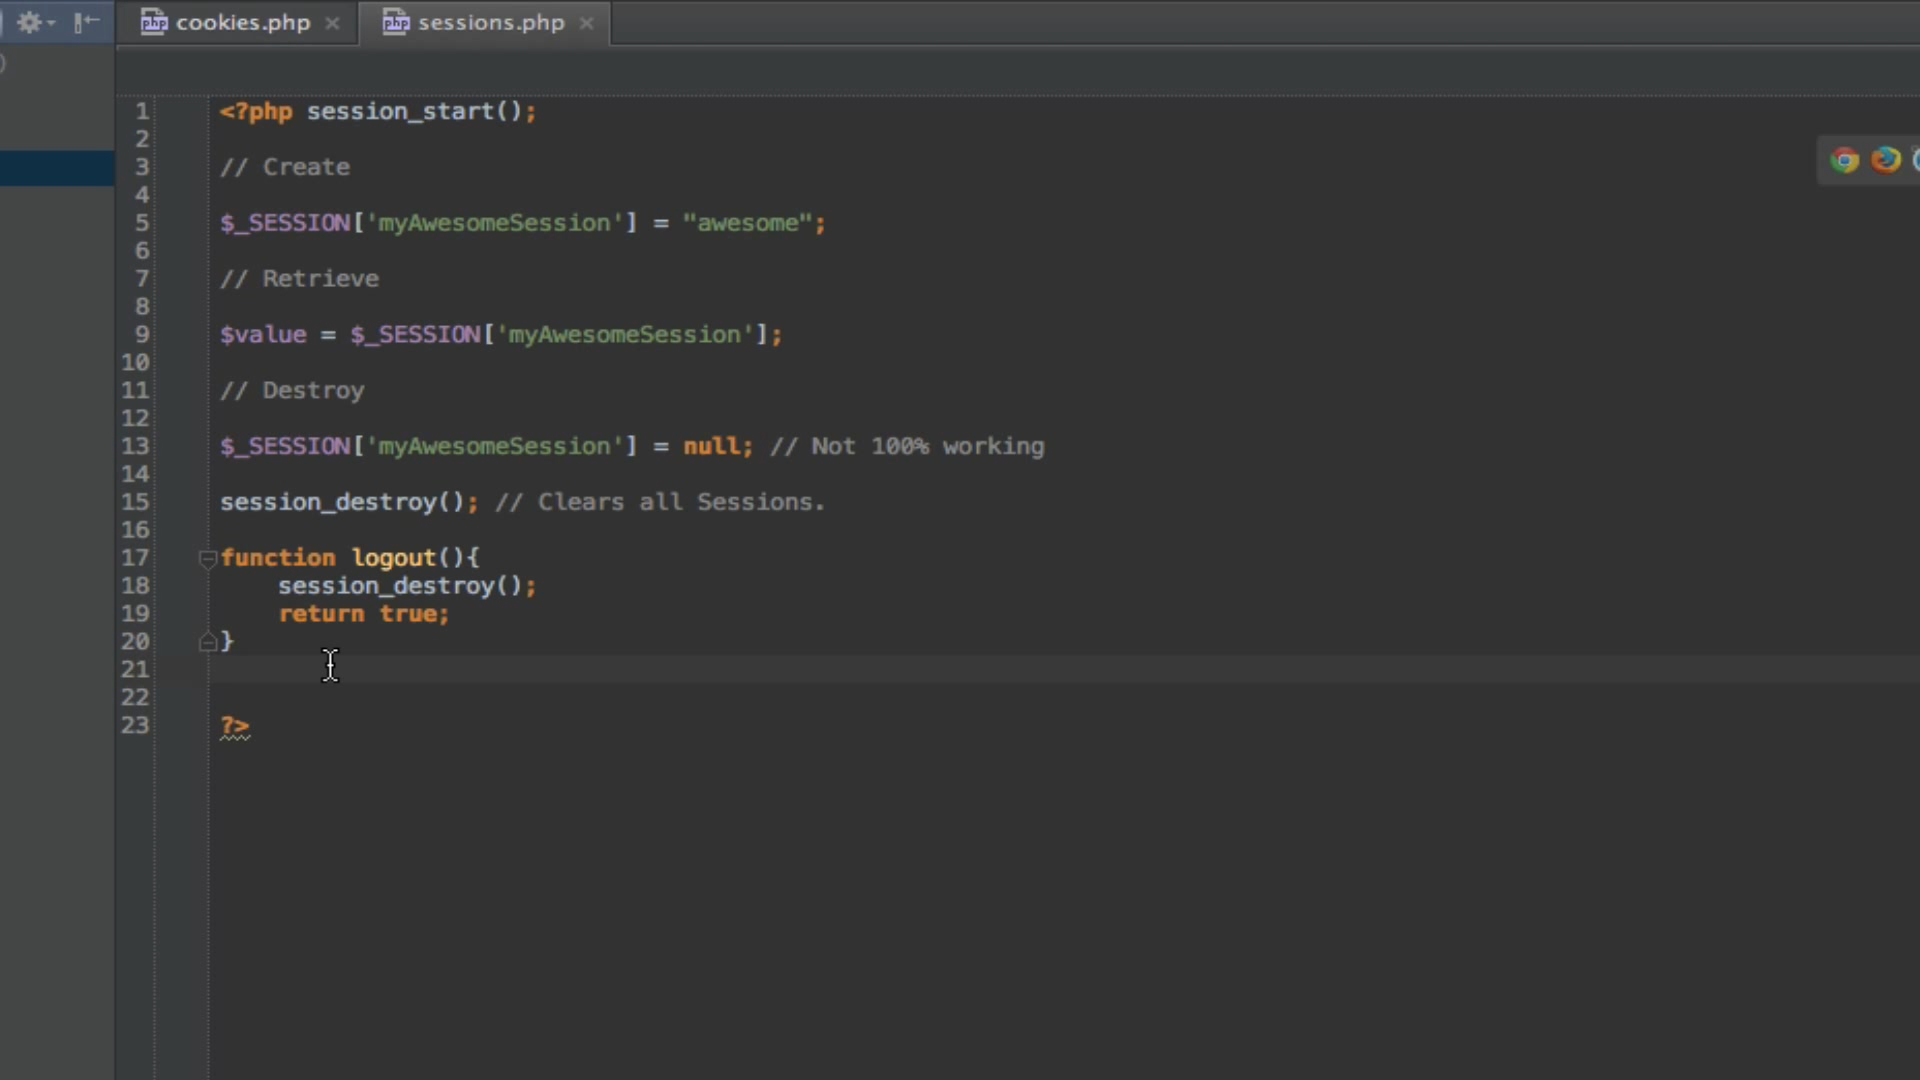 cookies.php
sessions.php
1 <?php session_start();
2
3 // Create
4
5 $_SESSION['myAwesomeSession'] = "awesome";
6
7 // Retrieve
8
9 $value = $_SESSION['myAwesomeSession'];
10
11 // Destroy
12
13 $_SESSION['myAwesomeSession'] = null; // Not 100% working
14
15 session_destroy(); // Clears all Sessions.
16
17 function logout(){
18     session_destroy();
19     return true;
20 }
21
22
23 ?>